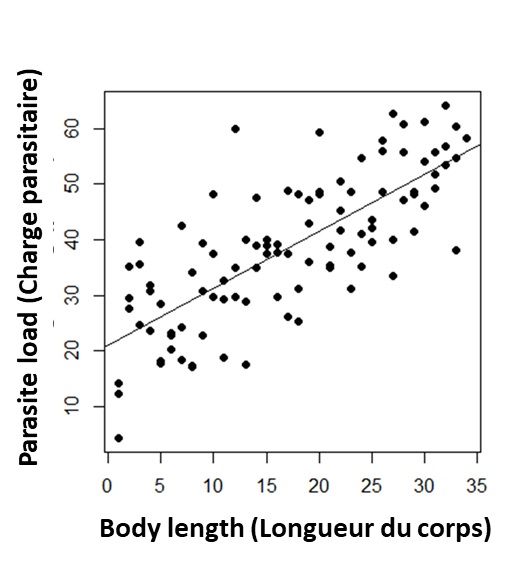 Parasite load (Charge parasitaire)
60
50
40
30
20
10
0 5 10 15 20 25 30 35
Body length (Longueur du corps)